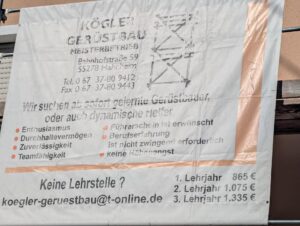 KÖGLER
GERÜSTBAU
MEISTERBETRIEB
Bahnhofstraße 59
55278 Hahnheim
Tel. 0 67 37-80 9412
Fax 0 67 37-80 9443
Wir suchen ab sofort gelernte Gerüstbauer,
oder auch dynamische Helfer
Enthusiasmus
Durchhaltevermögen
Zuverlässigkeit
Teamfähigkeit
Führerschein ist erwünscht
Berufserfahrung
ist nicht zwingend erforderlich
Keine Höhenangst
Keine Lehrstelle ?
koegler-geruestbau@t-online.de
1. Lehrjahr 865 €
2. Lehrjahr 1.075 €
3. Lehrjahr 1.335 €